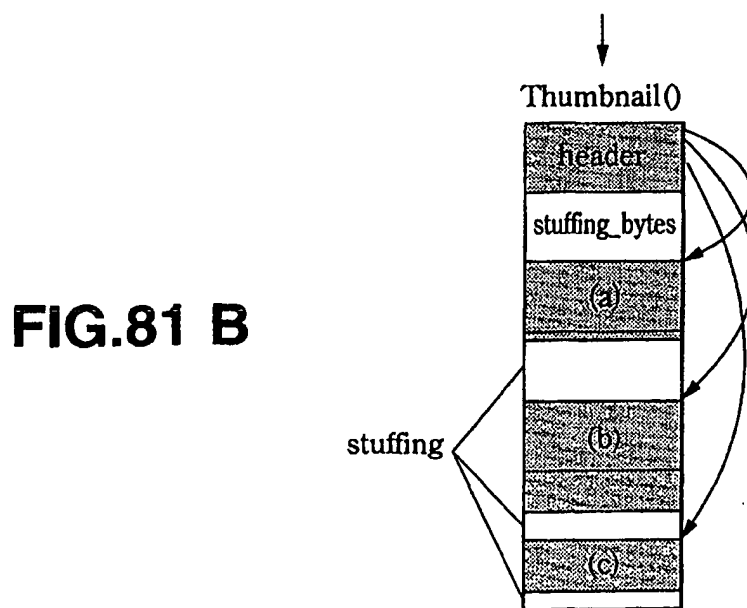 Thumbnail()
header
stuffing_bytes
(a)
FIG.81 B
(b)
stuffing
(c)